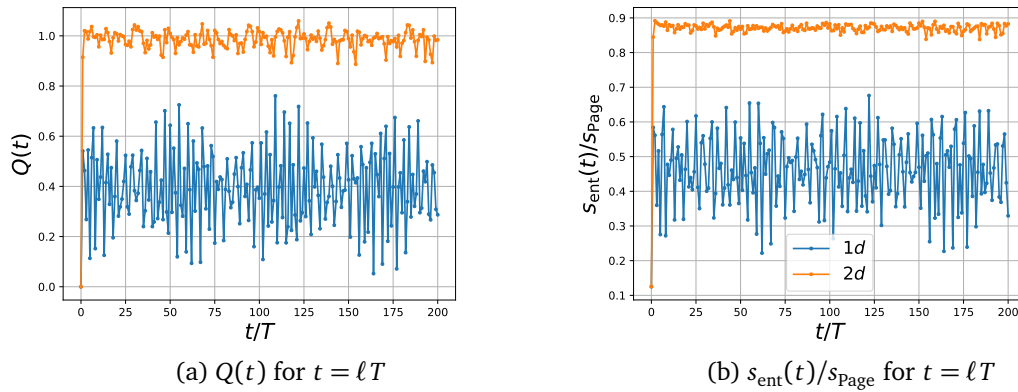 1.0
0.8
0.6
0.4
0.2
0.0
Q(t)
0 25 50 75 100 125 150 175 200
t/T
(a) Q(t) for t = ℓT
0.9
0.8
0.7
0.6
0.5
0.4
0.3
0.2
0.1
s_ent(t)/s_Page
1d
2d
0 25 50 75 100 125 150 175 200
t/T
(b) s_ent(t)/s_Page for t = ℓT